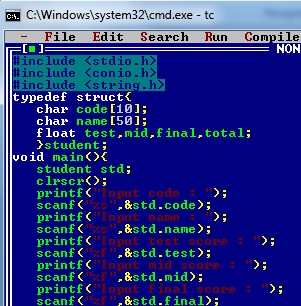 C:\Windows\system32\cmd.exe - tc
File Edit Search Run Compile
NON
#include <stdio.h>
#include <conio.h>
#include <string.h>
typedef struct{
char code[10];
char name[50];
float test,mid,final,total;
}student;
void main(){
student std;
clrscr();
printf("Input code : ");
scanf("%s",&std.code);
printf("Input name : ");
scanf("%s",&std.name);
printf("Input test score : ");
scanf("%f",&std.test);
printf("Input mid score : ");
scanf("%f",&std.mid);
printf("Input final score : ");
scanf("%f",&std.final);